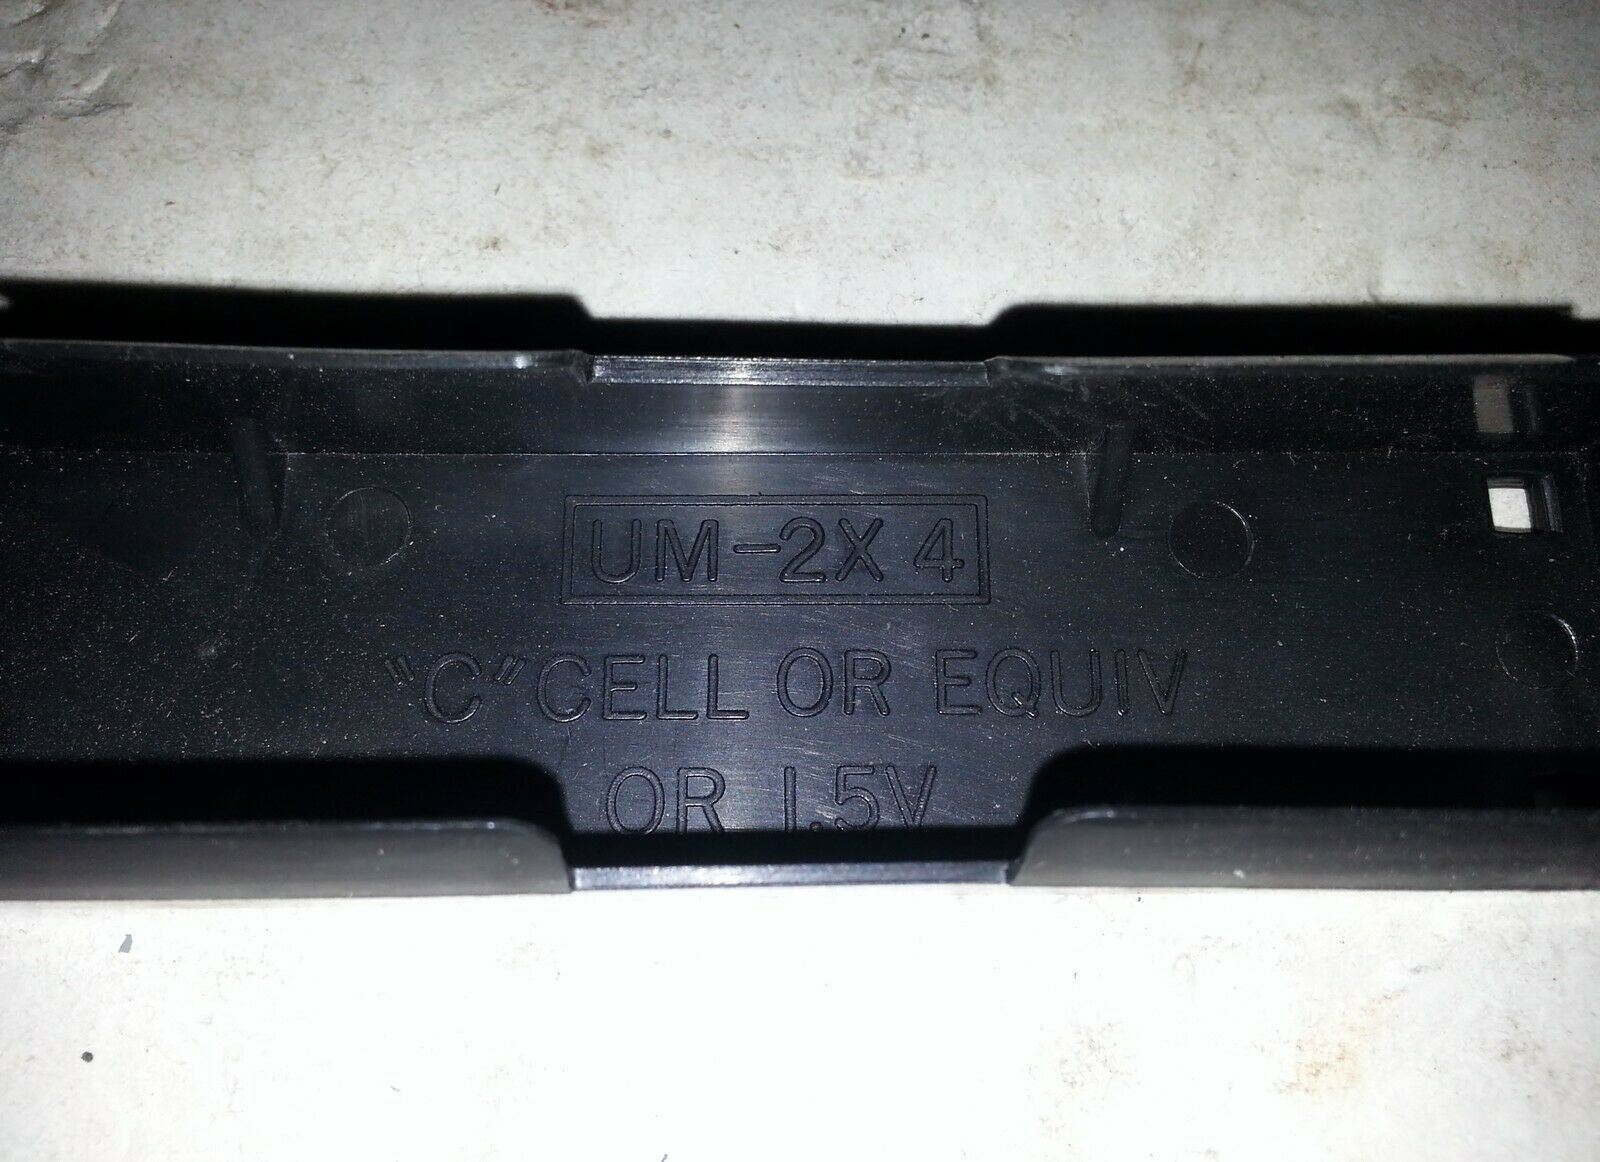 UM-2X 4
"C" CELL OR EQUIV
OR 1.5V